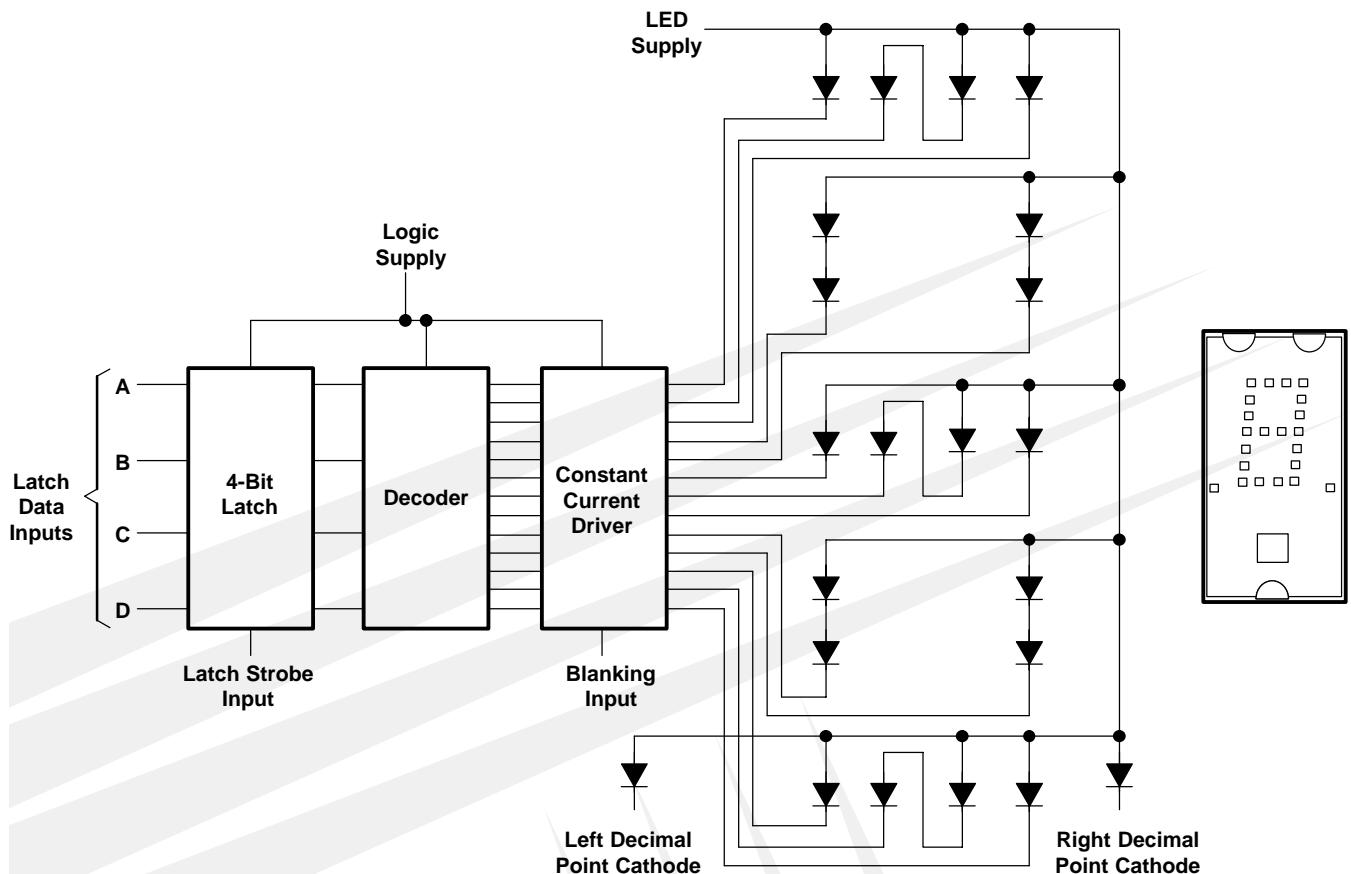 LED
Supply
Logic
Supply
A
B
C
D
Latch
Data
Inputs
4-Bit
Latch
Decoder
Constant
Current
Driver
Latch Strobe
Input
Blanking
Input
Left Decimal
Point Cathode
Right Decimal
Point Cathode